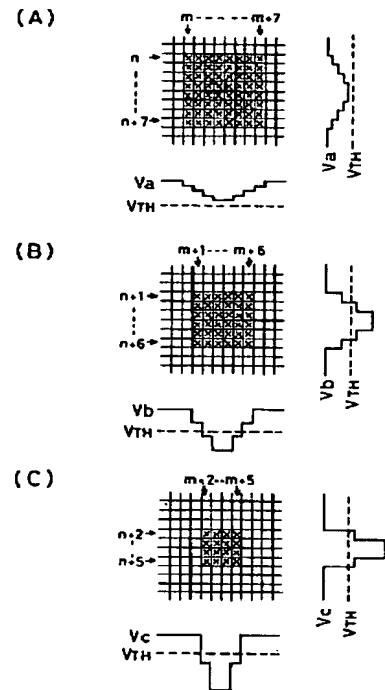 (A)
m ---- m+7
n
n+7
Va
VTH
Va
VTH
(B)
m+1 --- m+6
n+1
n+6
Vb
VTH
Vb
VTH
(C)
m+2--m+5
n+2
n+5
Vc
VTH
Vc
VTH